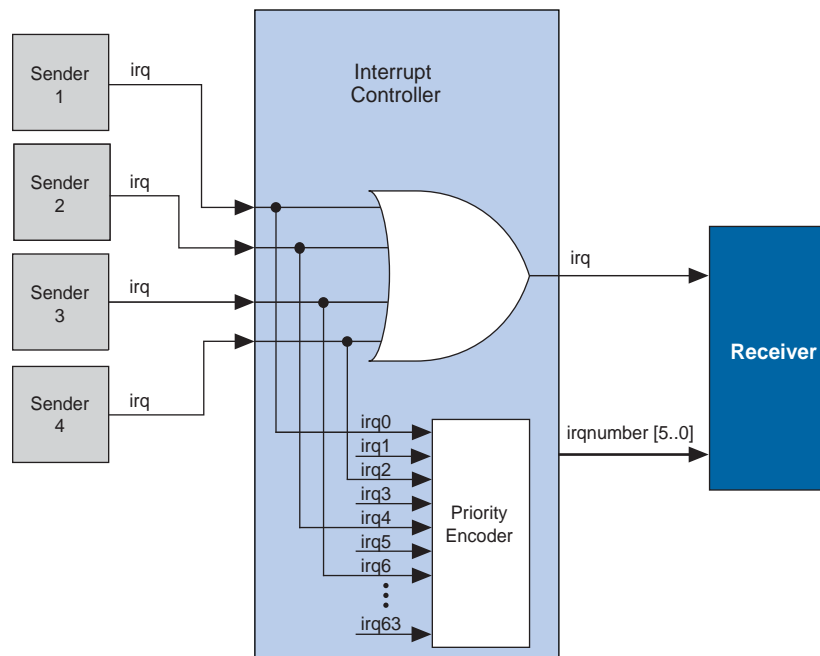 Sender
1
irq
Sender
2
irq
Sender
3
irq
Sender
4
irq
Interrupt
Controller
irq0
irq1
irq2
irq3
irq4
irq5
irq6
irq63
Priority
Encoder
irq
irqnumber [5..0]
Receiver